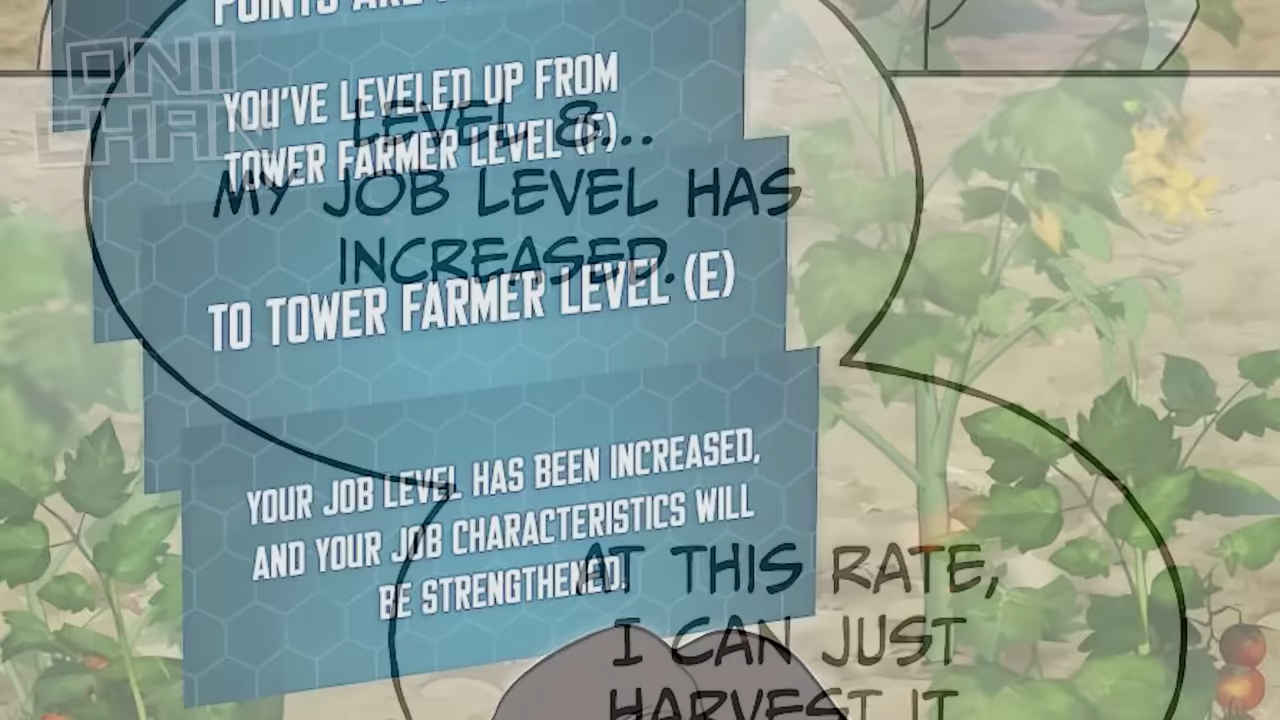 ONII
CHAN
POINTS ARE
YOU'VE LEVELED UP FROM
TOWER FARMER LEVEL (F)
TO TOWER FARMER LEVEL (E)
YOUR JOB LEVEL HAS BEEN INCREASED,
AND YOUR JOB CHARACTERISTICS WILL
BE STRENGTHENED.
LEVEL 8...
MY JOB LEVEL HAS
INCREASED.
AT THIS RATE,
I CAN JUST
HARVEST IT